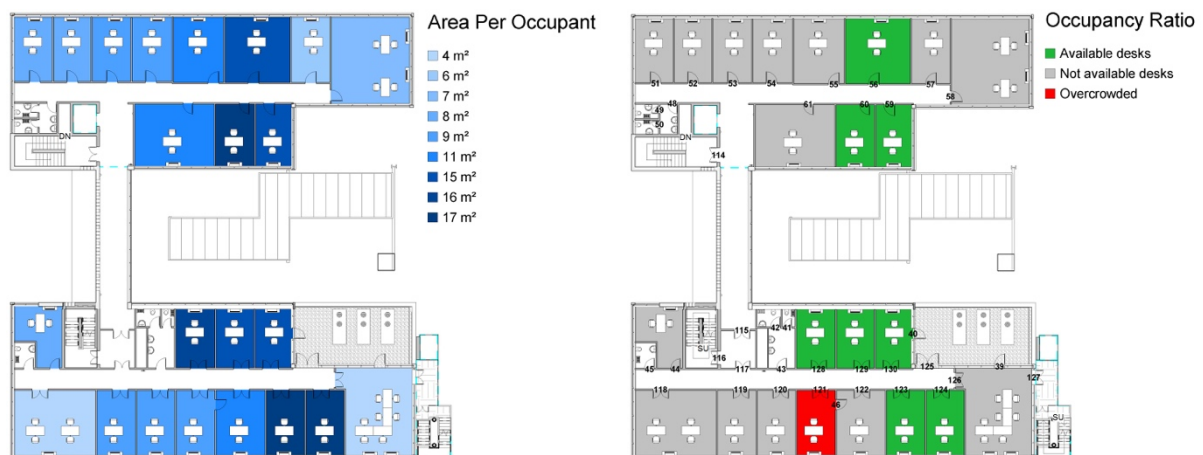 Area Per Occupant
4 m²
6 m²
7 m²
8 m²
9 m²
11 m²
15 m²
16 m²
17 m²
DN
Occupancy Ratio
Available desks
Not available desks
Overcrowded
51 52 53 54 55 56 57
58
48
49
50
61 60 59
DN
114
115
42 41
40
SU
116
45 44 117 43 128 129 130 125 39
126 127
118 119 120 121 122 123 124
46
SU